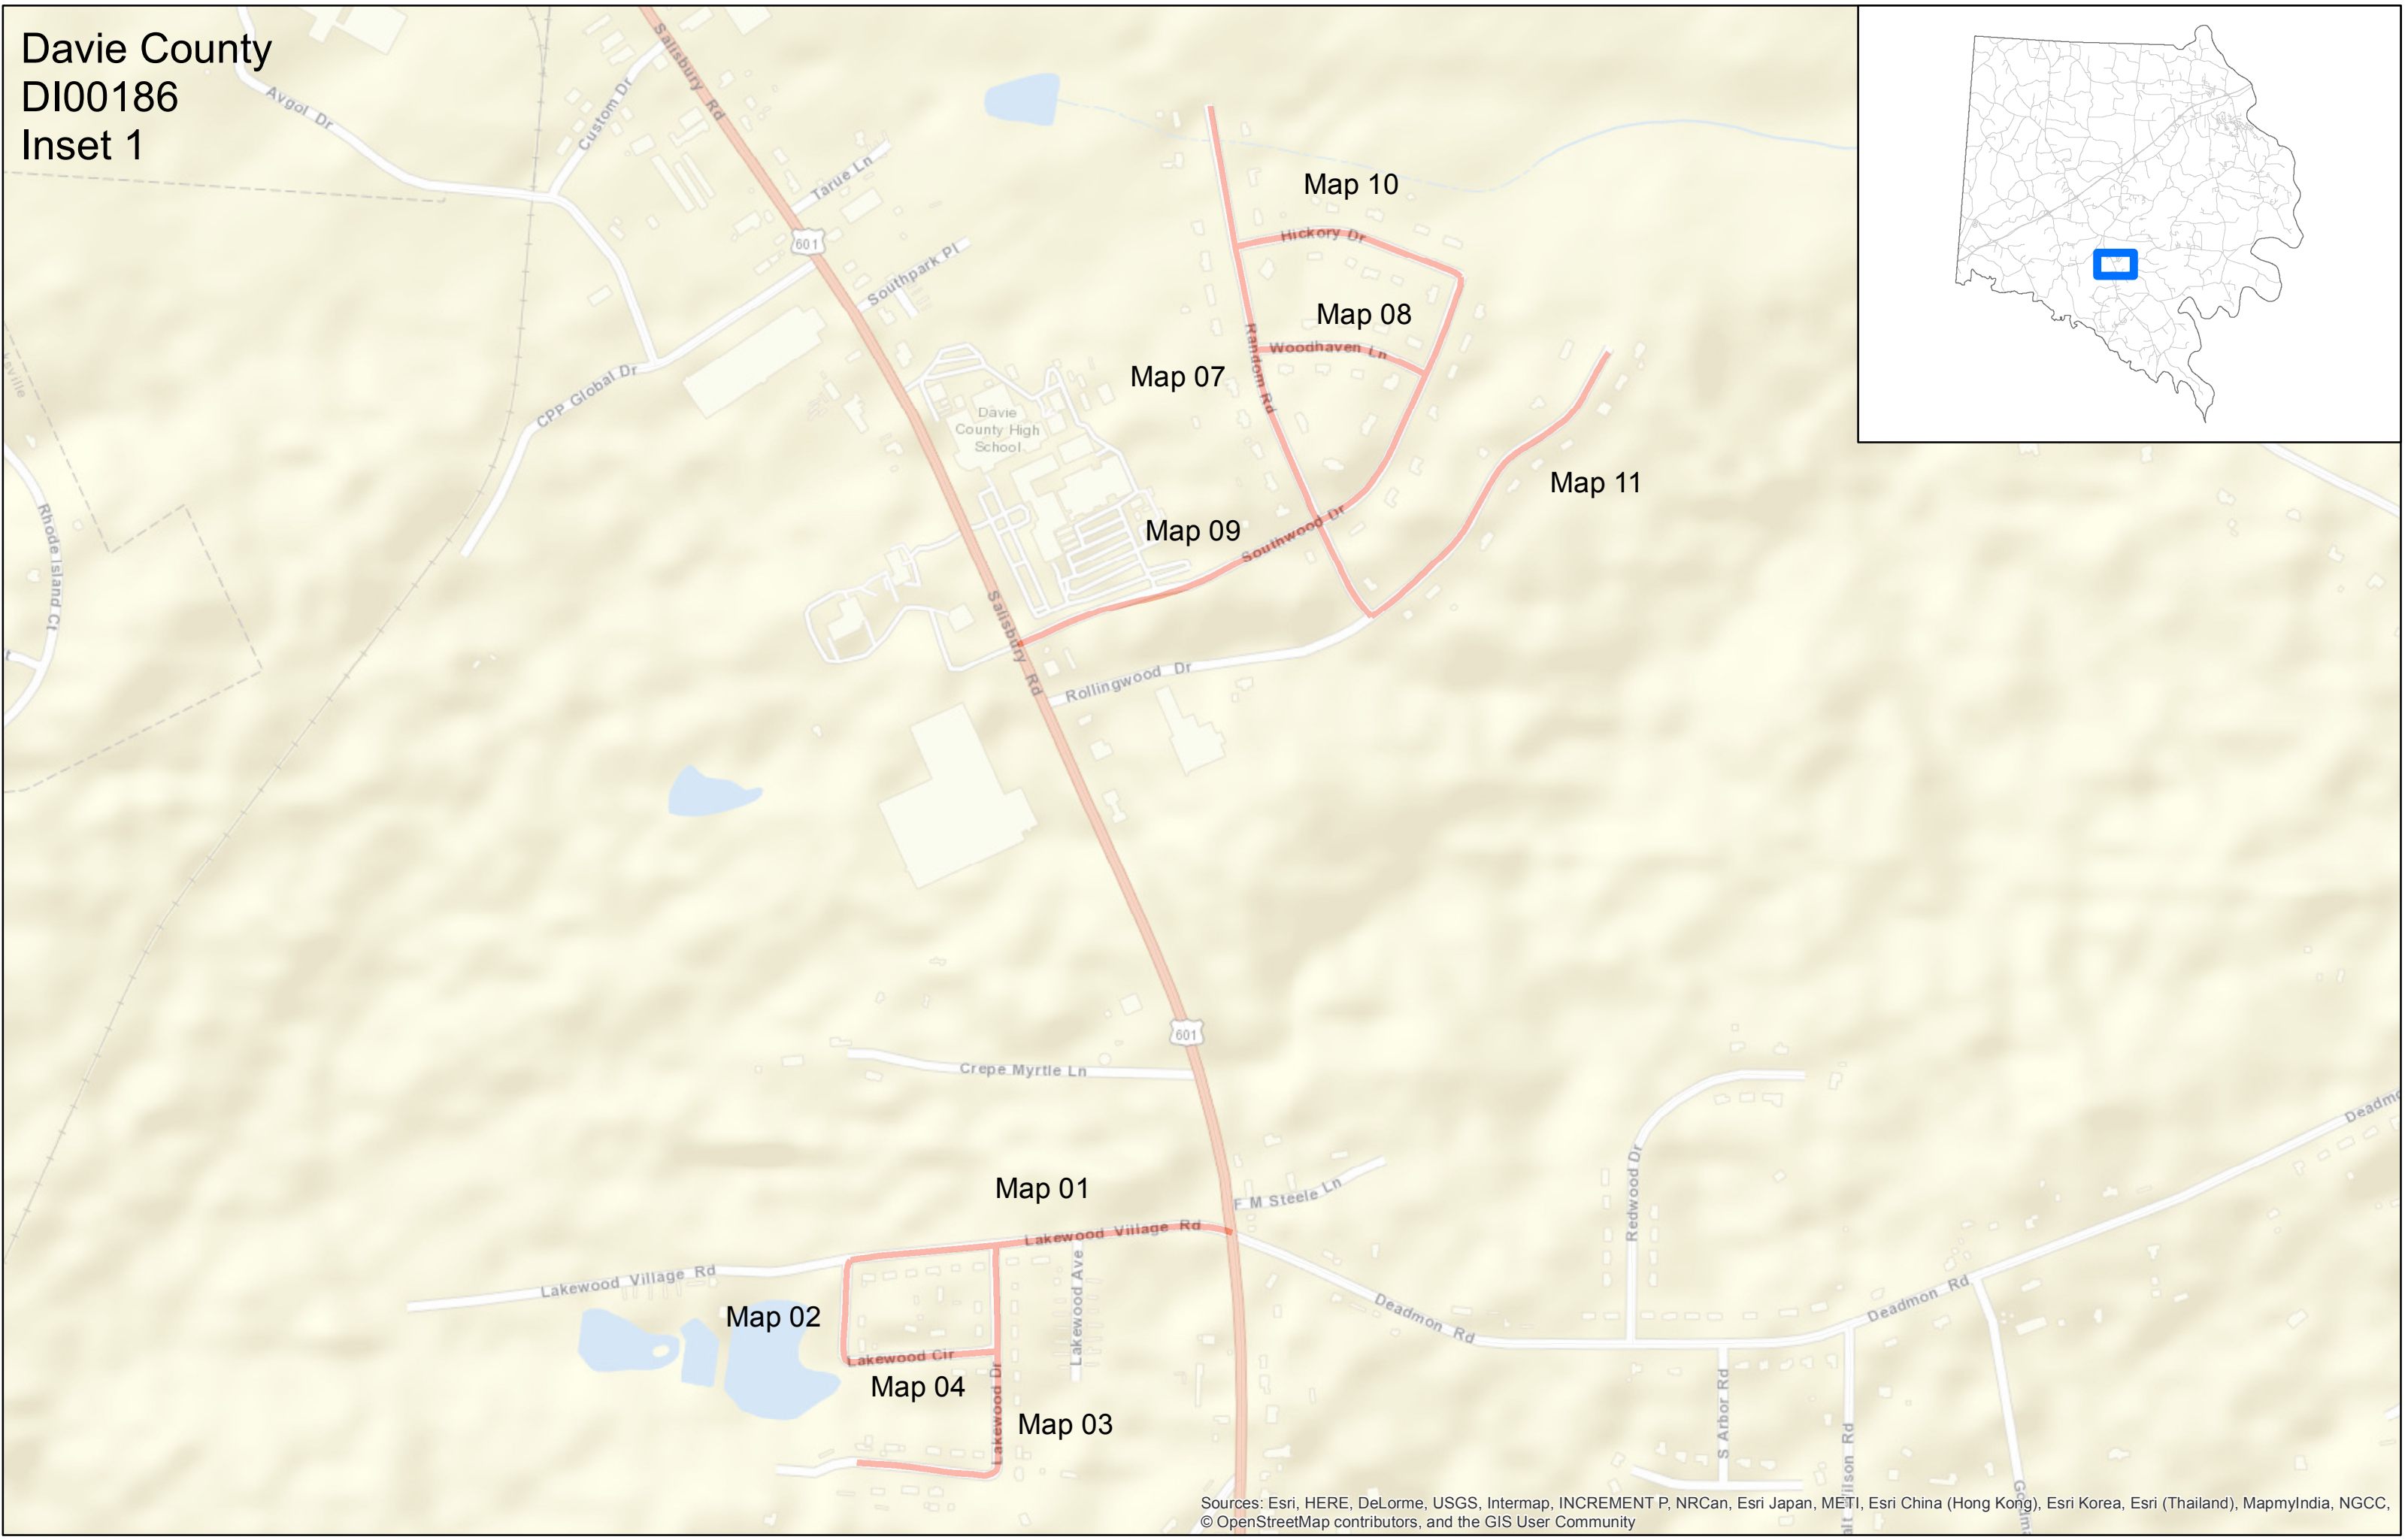 Davie County
DI00186
Inset 1
Salisbury Rd
Avgol Dr
Custom Dr
Tarue Ln
601
Southpark Pl
Map 10
Hickory Dr
Map 08
Woodhaven Ln
Random Rd
Map 07
CPP Global Dr
Davie
County High
School
Map 11
Map 09
Southwood Dr
Rhode Island Ct
Salisbury Rd
Rollingwood Dr
601
Crepe Myrtle Ln
Map 01
F M Steele Ln
Lakewood Village Rd
Lakewood Village Rd
Lakewood Ave
Redwood Dr
Deadmon Rd
Deadmon Rd
Map 02
Lakewood Cir
Map 04
Lakewood Dr
Map 03
S Arbor Rd
Wilson Rd
Sources: Esri, HERE, DeLorme, USGS, Intermap, INCREMENT P, NRCan, Esri Japan, METI, Esri China (Hong Kong), Esri Korea, Esri (Thailand), MapmyIndia, NGCC,
© OpenStreetMap contributors, and the GIS User Community